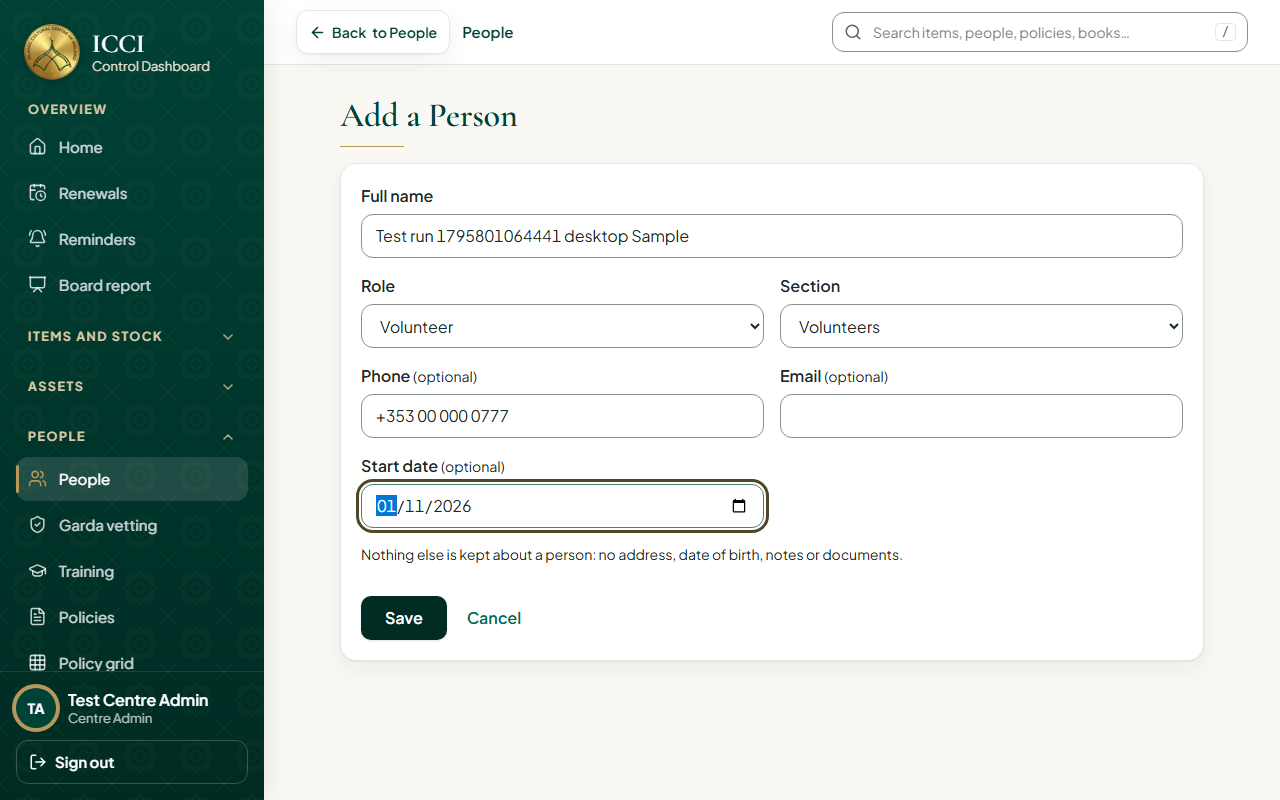 ICCI
Control Dashboard
OVERVIEW
Home
Renewals
Reminders
Board report
ITEMS AND STOCK
ASSETS
PEOPLE
People
Garda vetting
Training
Policies
Policy grid
TA
Test Centre Admin
Centre Admin
Sign out
Back to People
People
Search items, people, policies, books…
/
Add a Person
Full name
Test run 1795801064441 desktop Sample
Role
Section
Volunteer
Volunteers
Phone (optional)
Email (optional)
+353 00 000 0777
Start date (optional)
01/11/2026
Nothing else is kept about a person: no address, date of birth, notes or documents.
Save
Cancel